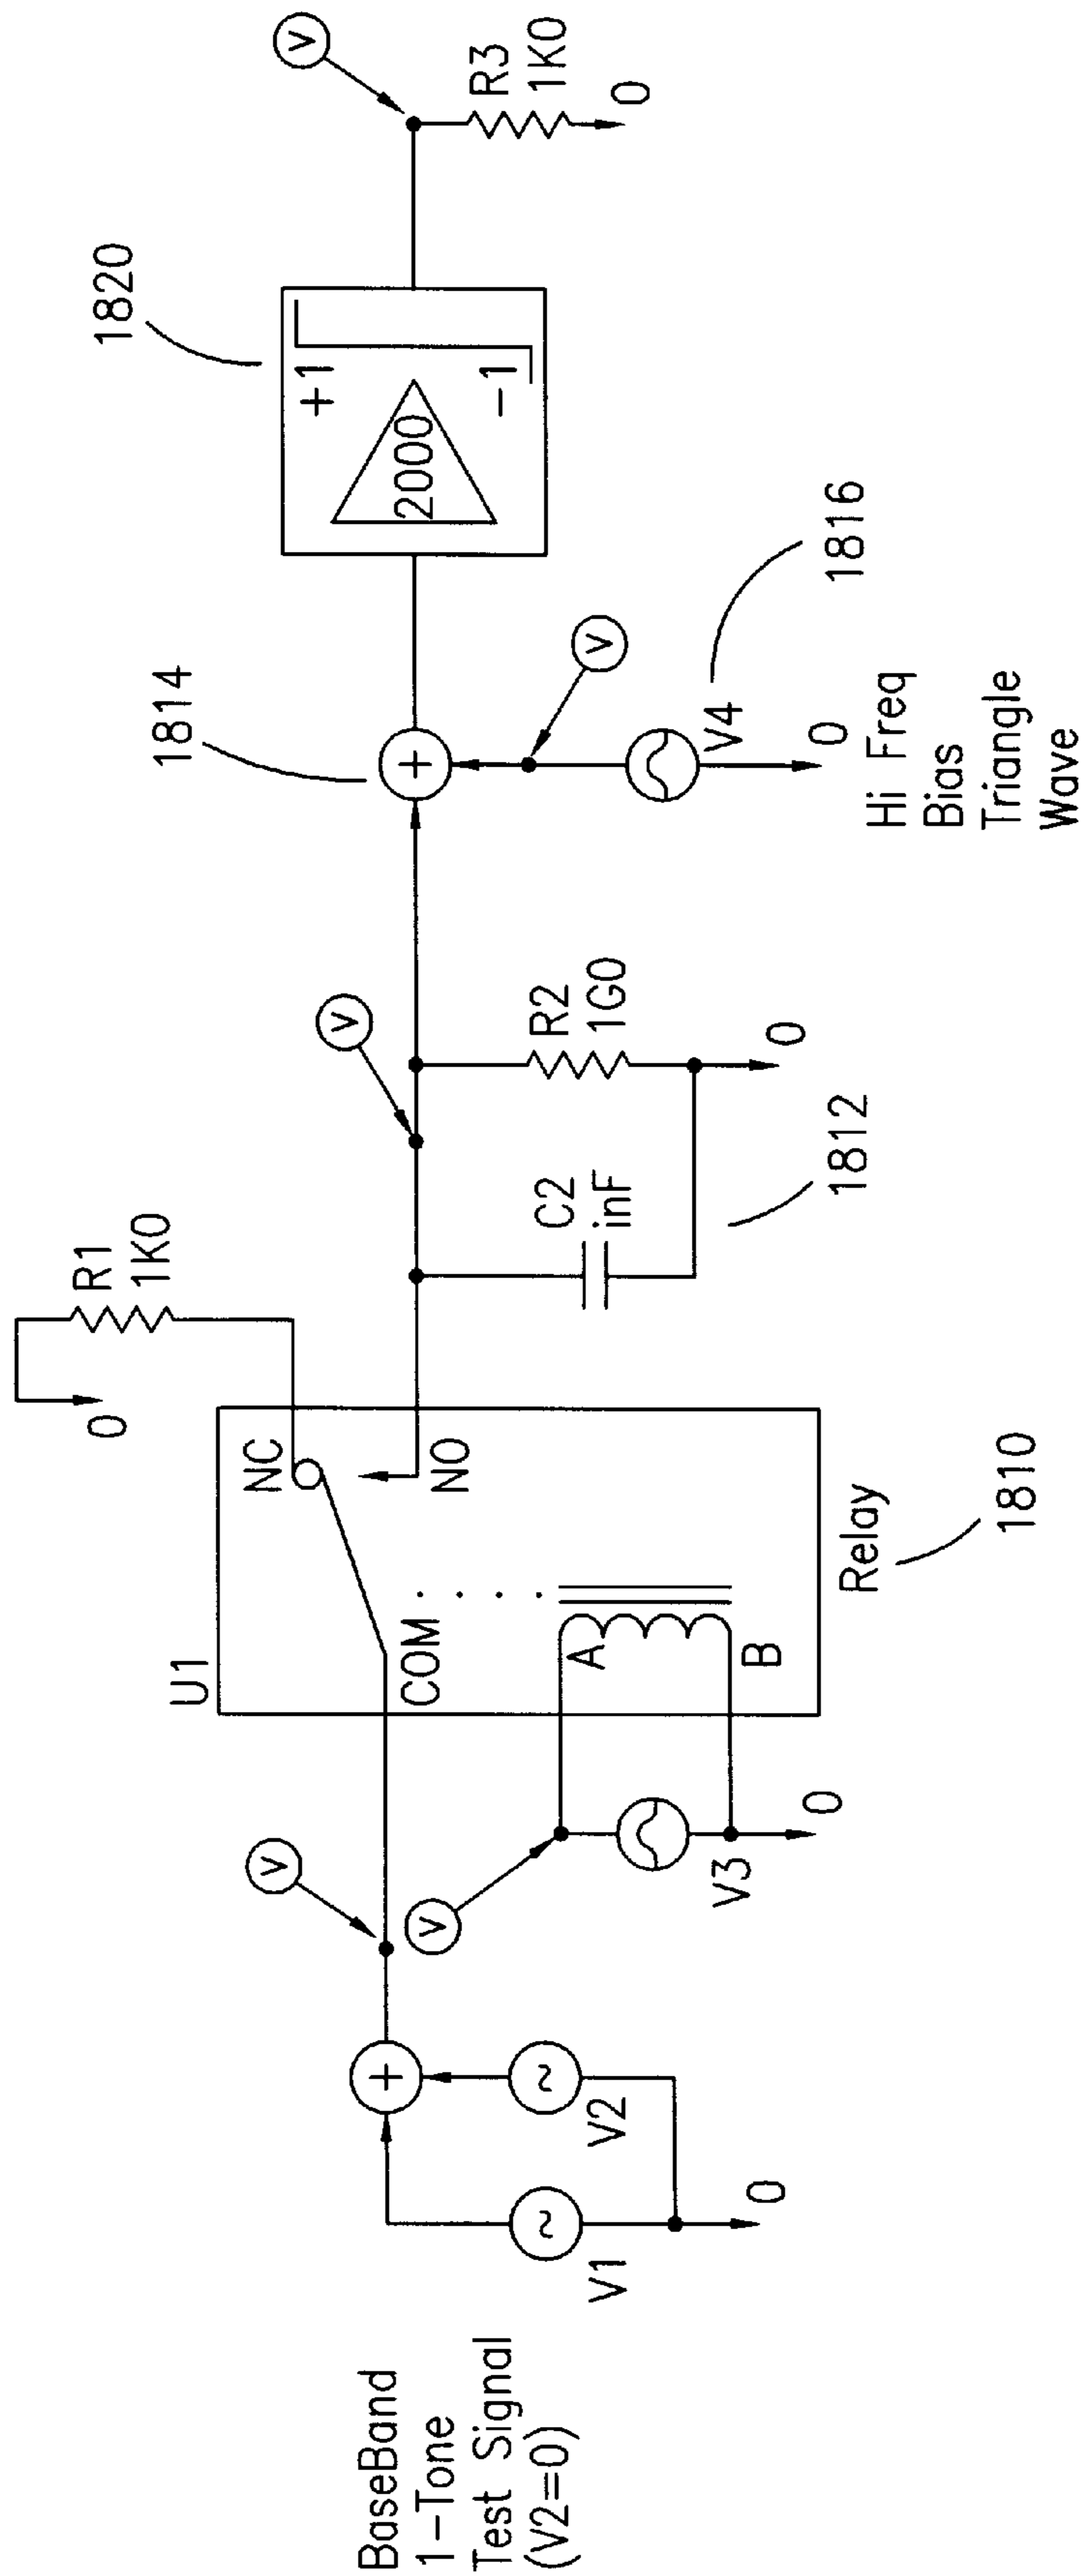 BaseBand
1-Tone
Test Signal
(V2=0)
V1
V2
0
+
V
V
V3
0
U1
COM
NC
NO
A
B
Relay
1810
R1
1K0
0
C2
inF
1812
R2
1G0
0
V
1814
+
V
V4
1816
0
Hi Freq
Bias
Triangle
Wave
2000
+1
-1
1820
V
R3
1K0
0